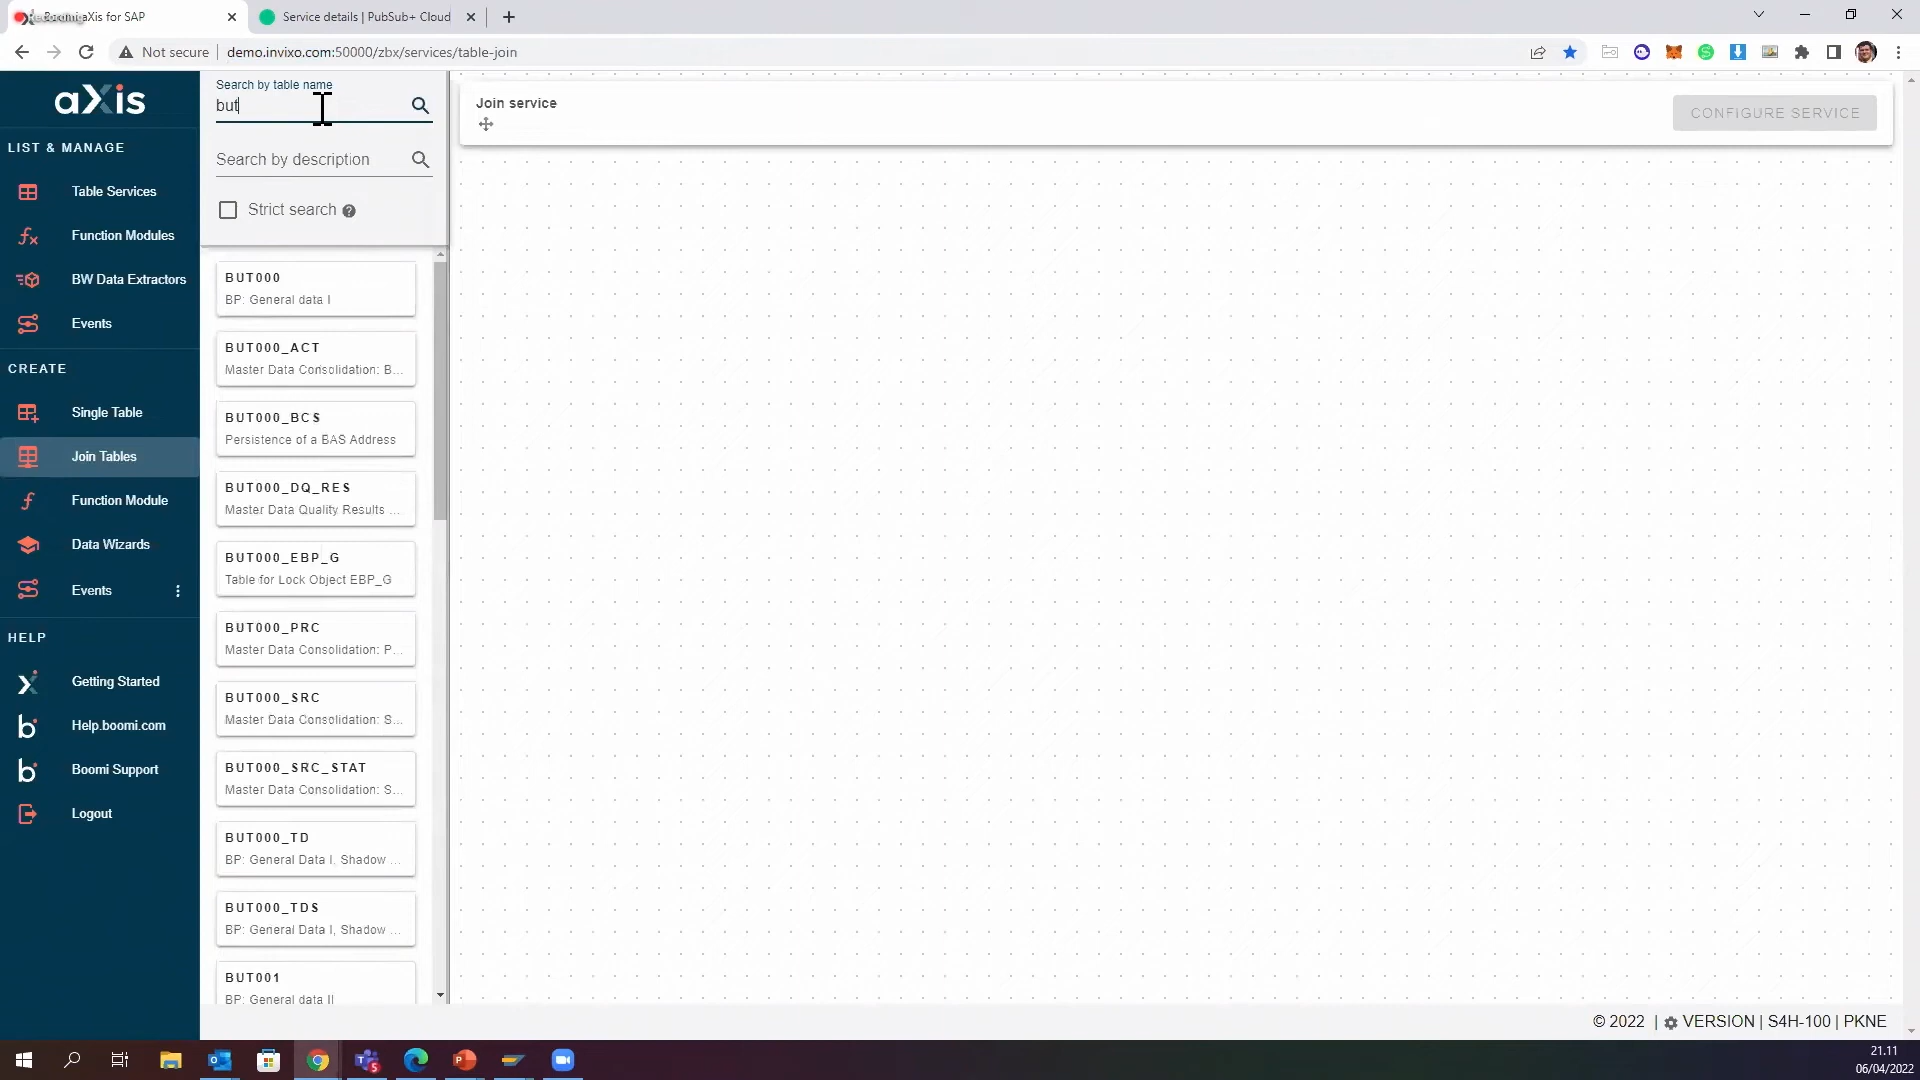 Boomi aXis for SAP
Service details | PubSub+ Cloud
Not secure
demo.invixo.com:50000/zbx/services/table-join
aXis
LIST & MANAGE
Table Services
Function Modules
BW Data Extractors
Events
CREATE
Single Table
Join Tables
Function Module
Data Wizards
Events
HELP
Getting Started
Help.boomi.com
Boomi Support
Logout
Search by table name
but
Search by description
Strict search
BUT000
BP: General data I
BUT000_ACT
Master Data Consolidation: B...
BUT000_BCS
Persistence of a BAS Address
BUT000_DQ_RES
Master Data Quality Results ...
BUT000_EBP_G
Table for Lock Object EBP_G
BUT000_PRC
Master Data Consolidation: P...
BUT000_SRC
Master Data Consolidation: S...
BUT000_SRC_STAT
Master Data Consolidation: S...
BUT000_TD
BP: General Data I, Shadow ...
BUT000_TDS
BP: General Data I, Shadow ...
BUT001
BP: General data II
Join service
CONFIGURE SERVICE
© 2022 | VERSION | S4H-100 | PKNE
21.11
06/04/2022